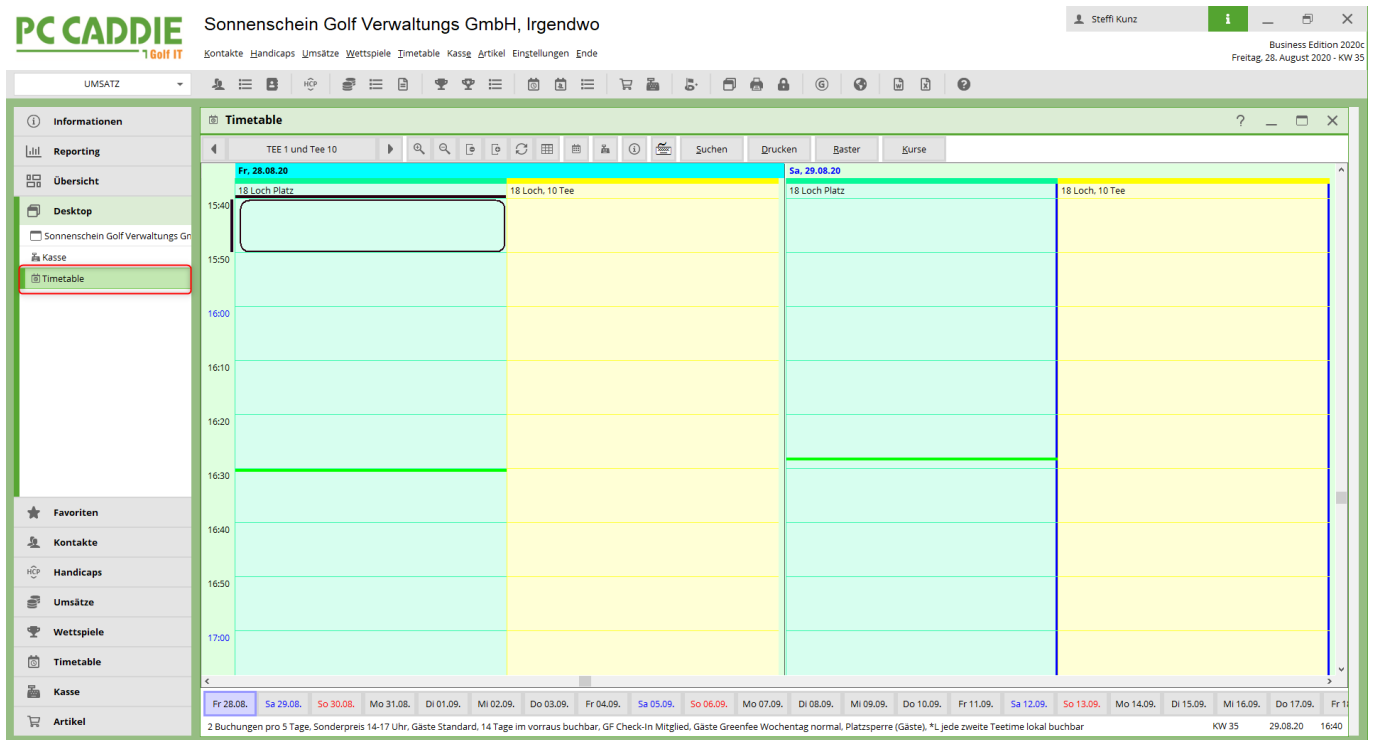 PC CADDIE
Golf IT
Sonnenschein Golf Verwaltungs GmbH, Irgendwo
Steffi Kunz
i
Kontakte Handicaps Umsätze Wettspiele Timetable Kasse Artikel Einstellungen Ende
Business Edition 2020c
Freitag, 28. August 2020 - KW 35
UMSATZ
HCP
G
W
X
?
Informationen
Reporting
Übersicht
Desktop
Sonnenschein Golf Verwaltungs Gn
Kasse
Timetable
Favoriten
Kontakte
HCP Handicaps
Umsätze
Wettspiele
Timetable
Kasse
Artikel
Timetable
?
TEE 1 und Tee 10
Suchen Drucken Raster Kurse
Fr, 28.08.20 Sa, 29.08.20
18 Loch Platz 18 Loch, 10 Tee 18 Loch Platz 18 Loch, 10 Tee
15:40
15:50
16:00
16:10
16:20
16:30
16:40
16:50
17:00
Fr 28.08. Sa 29.08. So 30.08. Mo 31.08. Di 01.09. Mi 02.09. Do 03.09. Fr 04.09. Sa 05.09. So 06.09. Mo 07.09. Di 08.09. Mi 09.09. Do 10.09. Fr 11.09. Sa 12.09. So 13.09. Mo 14.09. Di 15.09. Mi 16.09. Do 17.09. Fr 18
2 Buchungen pro 5 Tage, Sonderpreis 14-17 Uhr, Gäste Standard, 14 Tage im vorraus buchbar, GF Check-In Mitglied, Gäste Greenfee Wochentag normal, Platzsperre (Gäste), *L jede zweite Teetime lokal buchbar KW 35 29.08.20 16:40